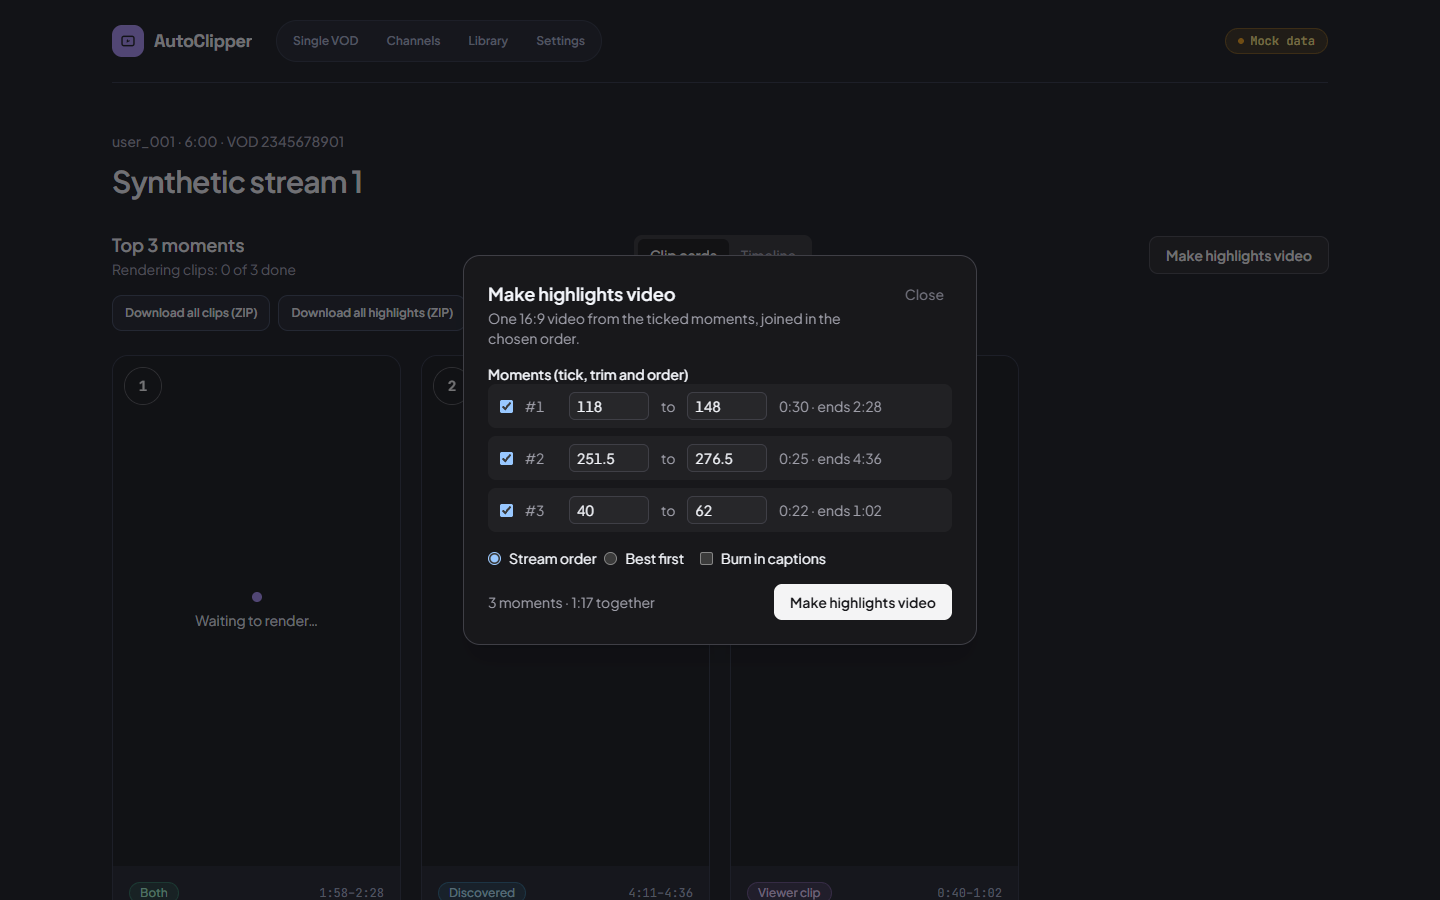 AutoClipper
Single VOD
Channels
Library
Settings
Mock data
user_001 · 6:00 · VOD 2345678901
Synthetic stream 1
Top 3 moments
Rendering clips: 0 of 3 done
Clip cards
Timeline
Make highlights video
Download all clips (ZIP)
Download all highlights (ZIP)
1
Waiting to render…
Both
1:58–2:28
2
Discovered
4:11–4:36
Viewer clip
0:40–1:02
Make highlights video
Close
One 16:9 video from the ticked moments, joined in the
chosen order.
Moments (tick, trim and order)
#1 118 to 148 0:30 · ends 2:28
#2 251.5 to 276.5 0:25 · ends 4:36
#3 40 to 62 0:22 · ends 1:02
Stream order Best first Burn in captions
3 moments · 1:17 together
Make highlights video